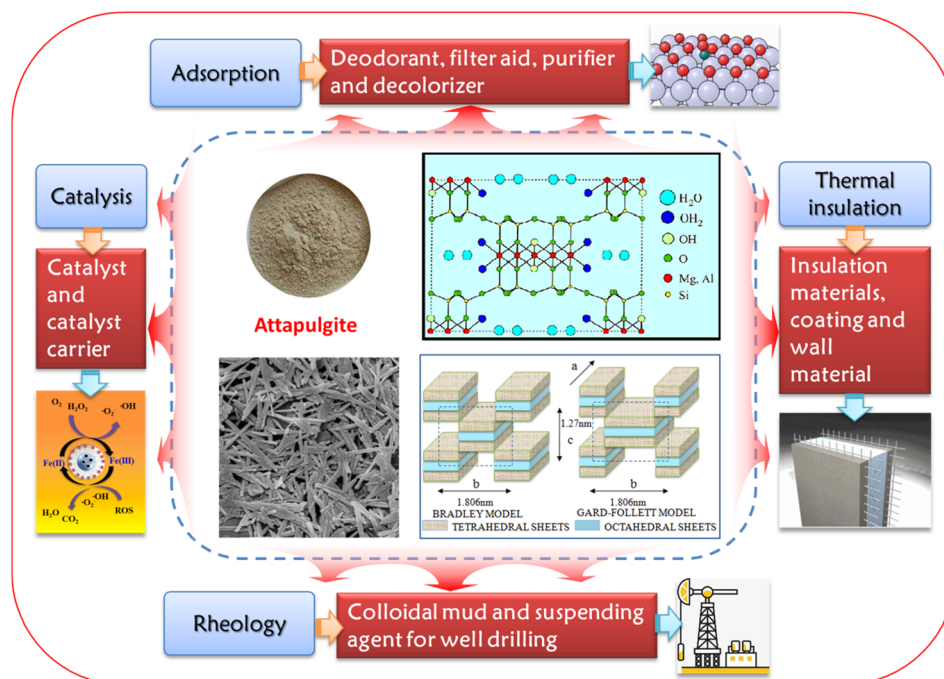 Adsorption
Deodorant, filter aid, purifier
and decolorizer
Catalysis
Catalyst
and
catalyst
carrier
O₂
H₂O₂
·O₂⁻
·OH
Fe(II)
Fe(III)
·O₂⁻
·OH
H₂O
CO₂
ROS
Attapulgite
H₂O
OH₂
OH
O
Mg, Al
Si
a
1.27nm
c
b
b
1.806nm
1.806nm
BRADLEY MODEL
GARD-FOLLETT MODEL
TETRAHEDRAL SHEETS
OCTAHEDRAL SHEETS
Thermal
insulation
Insulation
materials,
coating and
wall
material
Rheology
Colloidal mud and suspending
agent for well drilling